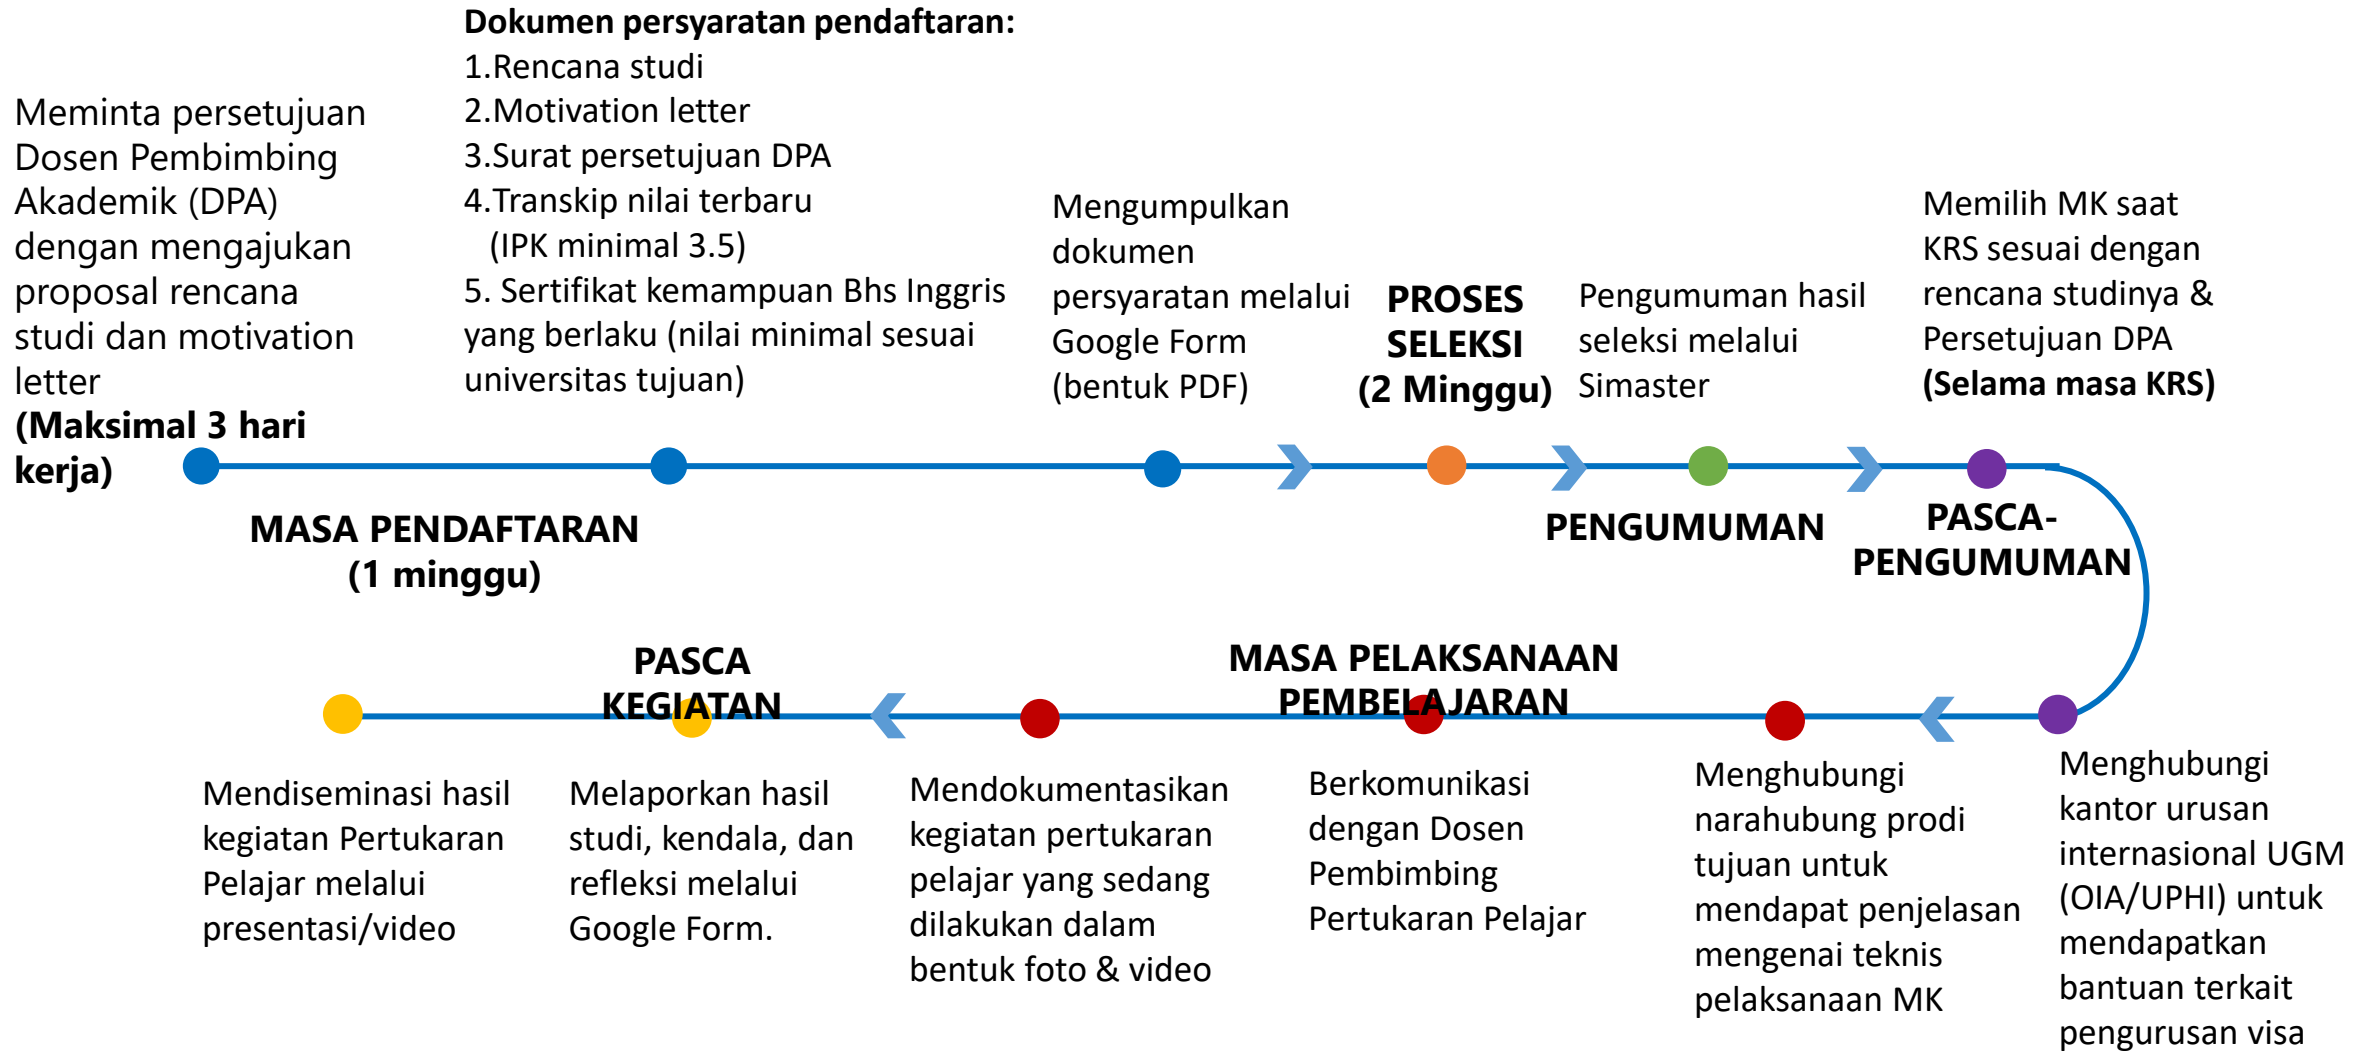 Meminta persetujuan
Dosen Pembimbing
Akademik (DPA)
dengan mengajukan
proposal rencana
studi dan motivation
letter
(Maksimal 3 hari
kerja)
Dokumen persyaratan pendaftaran:
1.Rencana studi
2.Motivation letter
3.Surat persetujuan DPA
4.Transkip nilai terbaru
(IPK minimal 3.5)
5. Sertifikat kemampuan Bhs Inggris
yang berlaku (nilai minimal sesuai
universitas tujuan)
Mengumpulkan
dokumen
persyaratan melalui
Google Form
(bentuk PDF)
PROSES
SELEKSI
(2 Minggu)
Pengumuman hasil
seleksi melalui
Simaster
Memilih MK saat
KRS sesuai dengan
rencana studinya &
Persetujuan DPA
(Selama masa KRS)
MASA PENDAFTARAN
(1 minggu)
PENGUMUMAN
PASCA-
PENGUMUMAN
PASCA
KEGIATAN
MASA PELAKSANAAN
PEMBELAJARAN
Mendiseminasi hasil
kegiatan Pertukaran
Pelajar melalui
presentasi/video
Melaporkan hasil
studi, kendala, dan
refleksi melalui
Google Form.
Mendokumentasikan
kegiatan pertukaran
pelajar yang sedang
dilakukan dalam
bentuk foto & video
Berkomunikasi
dengan Dosen
Pembimbing
Pertukaran Pelajar
Menghubungi
narahubung prodi
tujuan untuk
mendapat penjelasan
mengenai teknis
pelaksanaan MK
Menghubungi
kantor urusan
internasional UGM
(OIA/UPHI) untuk
mendapatkan
bantuan terkait
pengurusan visa